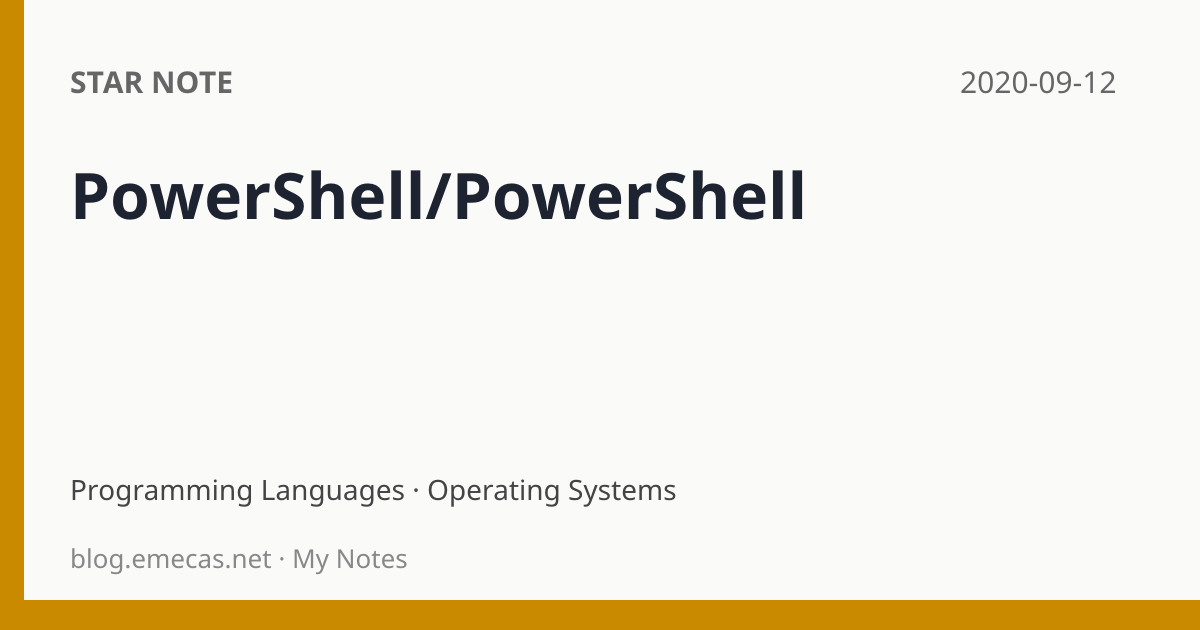 STAR NOTE
2020-09-12
PowerShell/PowerShell
Programming Languages · Operating Systems
blog.emecas.net · My Notes